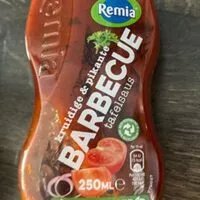 Remia
kruidige & pikante
BARBECUE
tafelsaus
250ML e